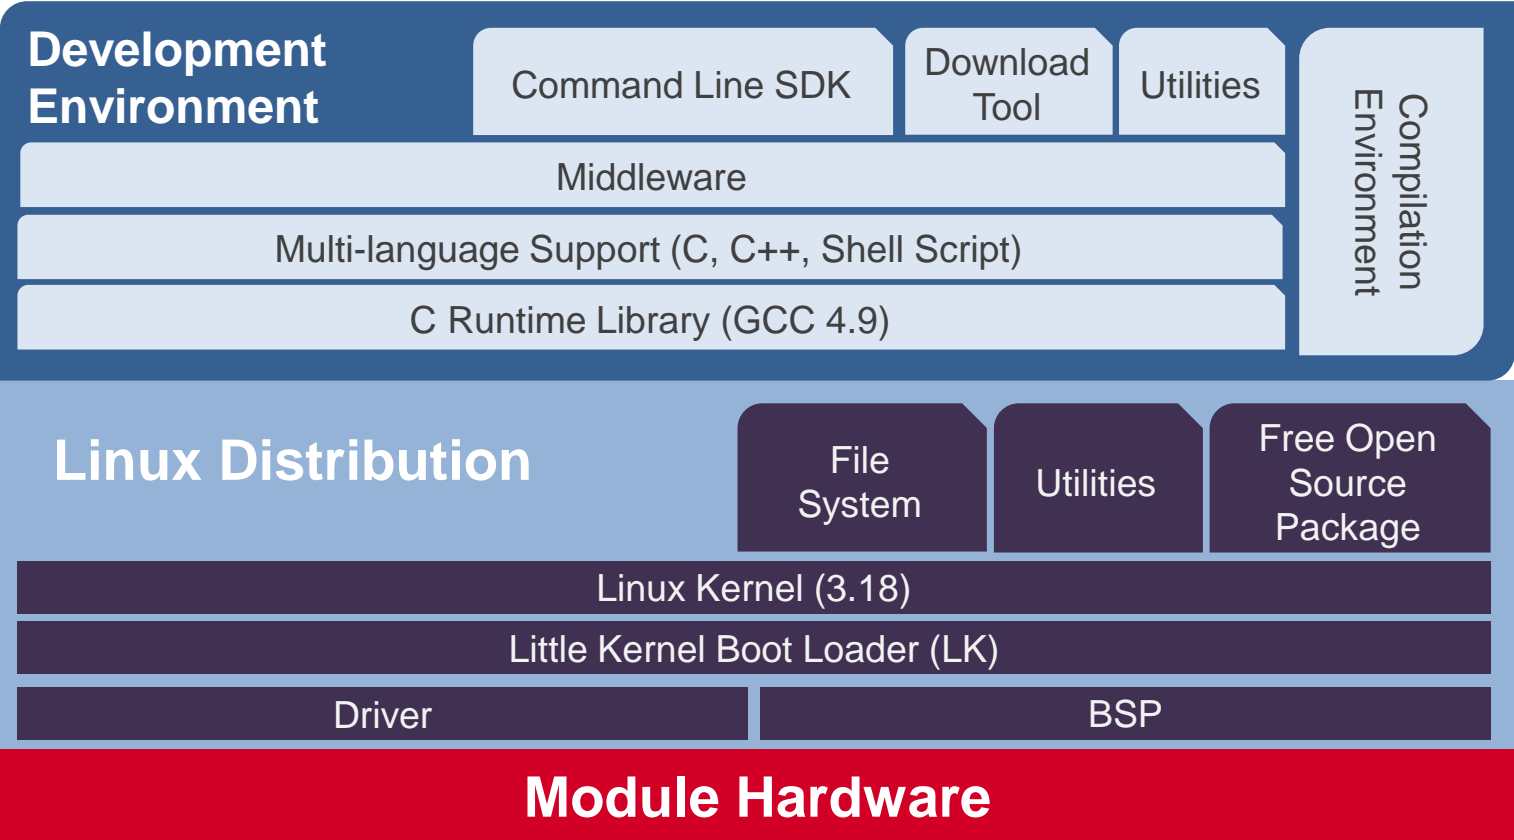 Development
Environment
Command Line SDK
Download
Tool
Utilities
Compilation
Environment
Middleware
Multi-language Support (C, C++, Shell Script)
C Runtime Library (GCC 4.9)
Linux Distribution
File
System
Utilities
Free Open
Source
Package
Linux Kernel (3.18)
Little Kernel Boot Loader (LK)
Driver
BSP
Module Hardware